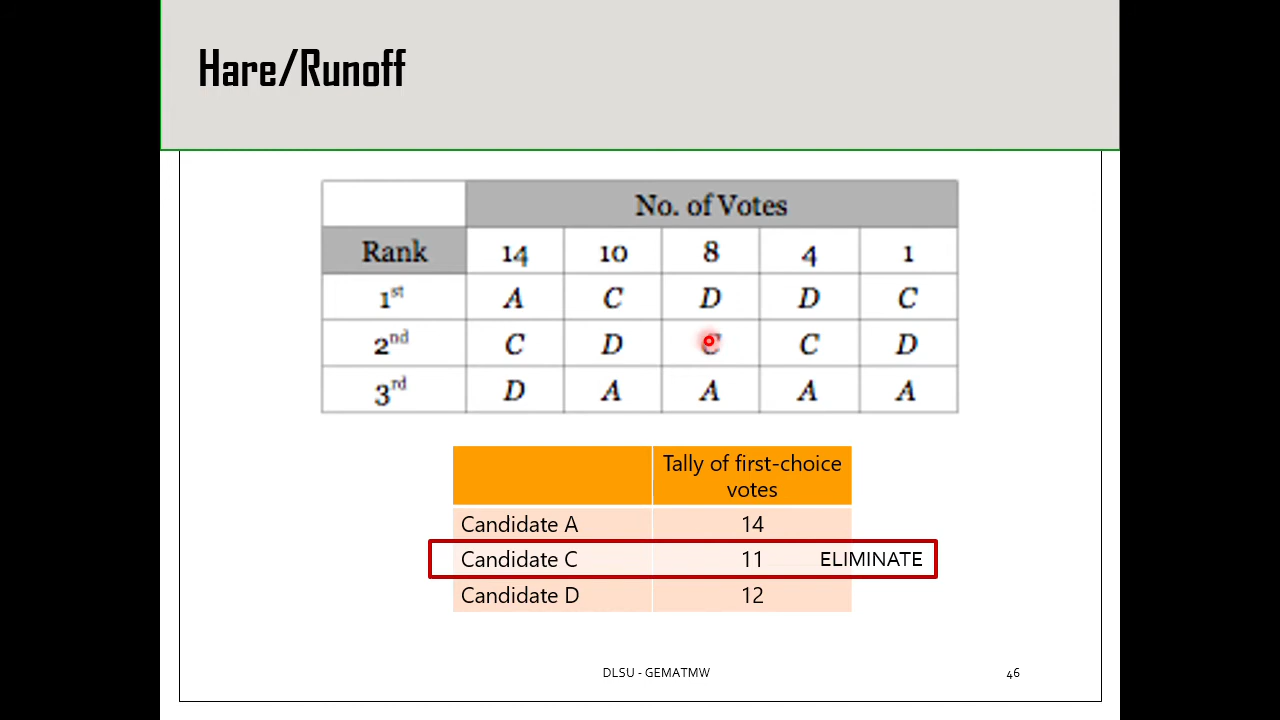 Hare/Runoff
No. of Votes
Rank 14 10 8 4 1
1st A C D D C
2nd C D C C D
3rd D A A A A
Tally of first-choice
votes
Candidate A 14
Candidate C 11 ELIMINATE
Candidate D 12
DLSU - GEMATMW 46